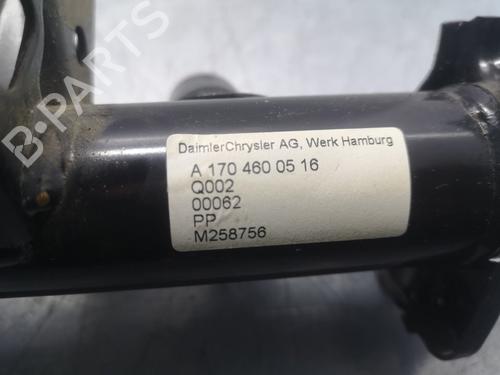 B-PARTS
DaimlerChrysler AG, Werk Hamburg
A 170 460 05 16
Q002
00062
PP
M258756